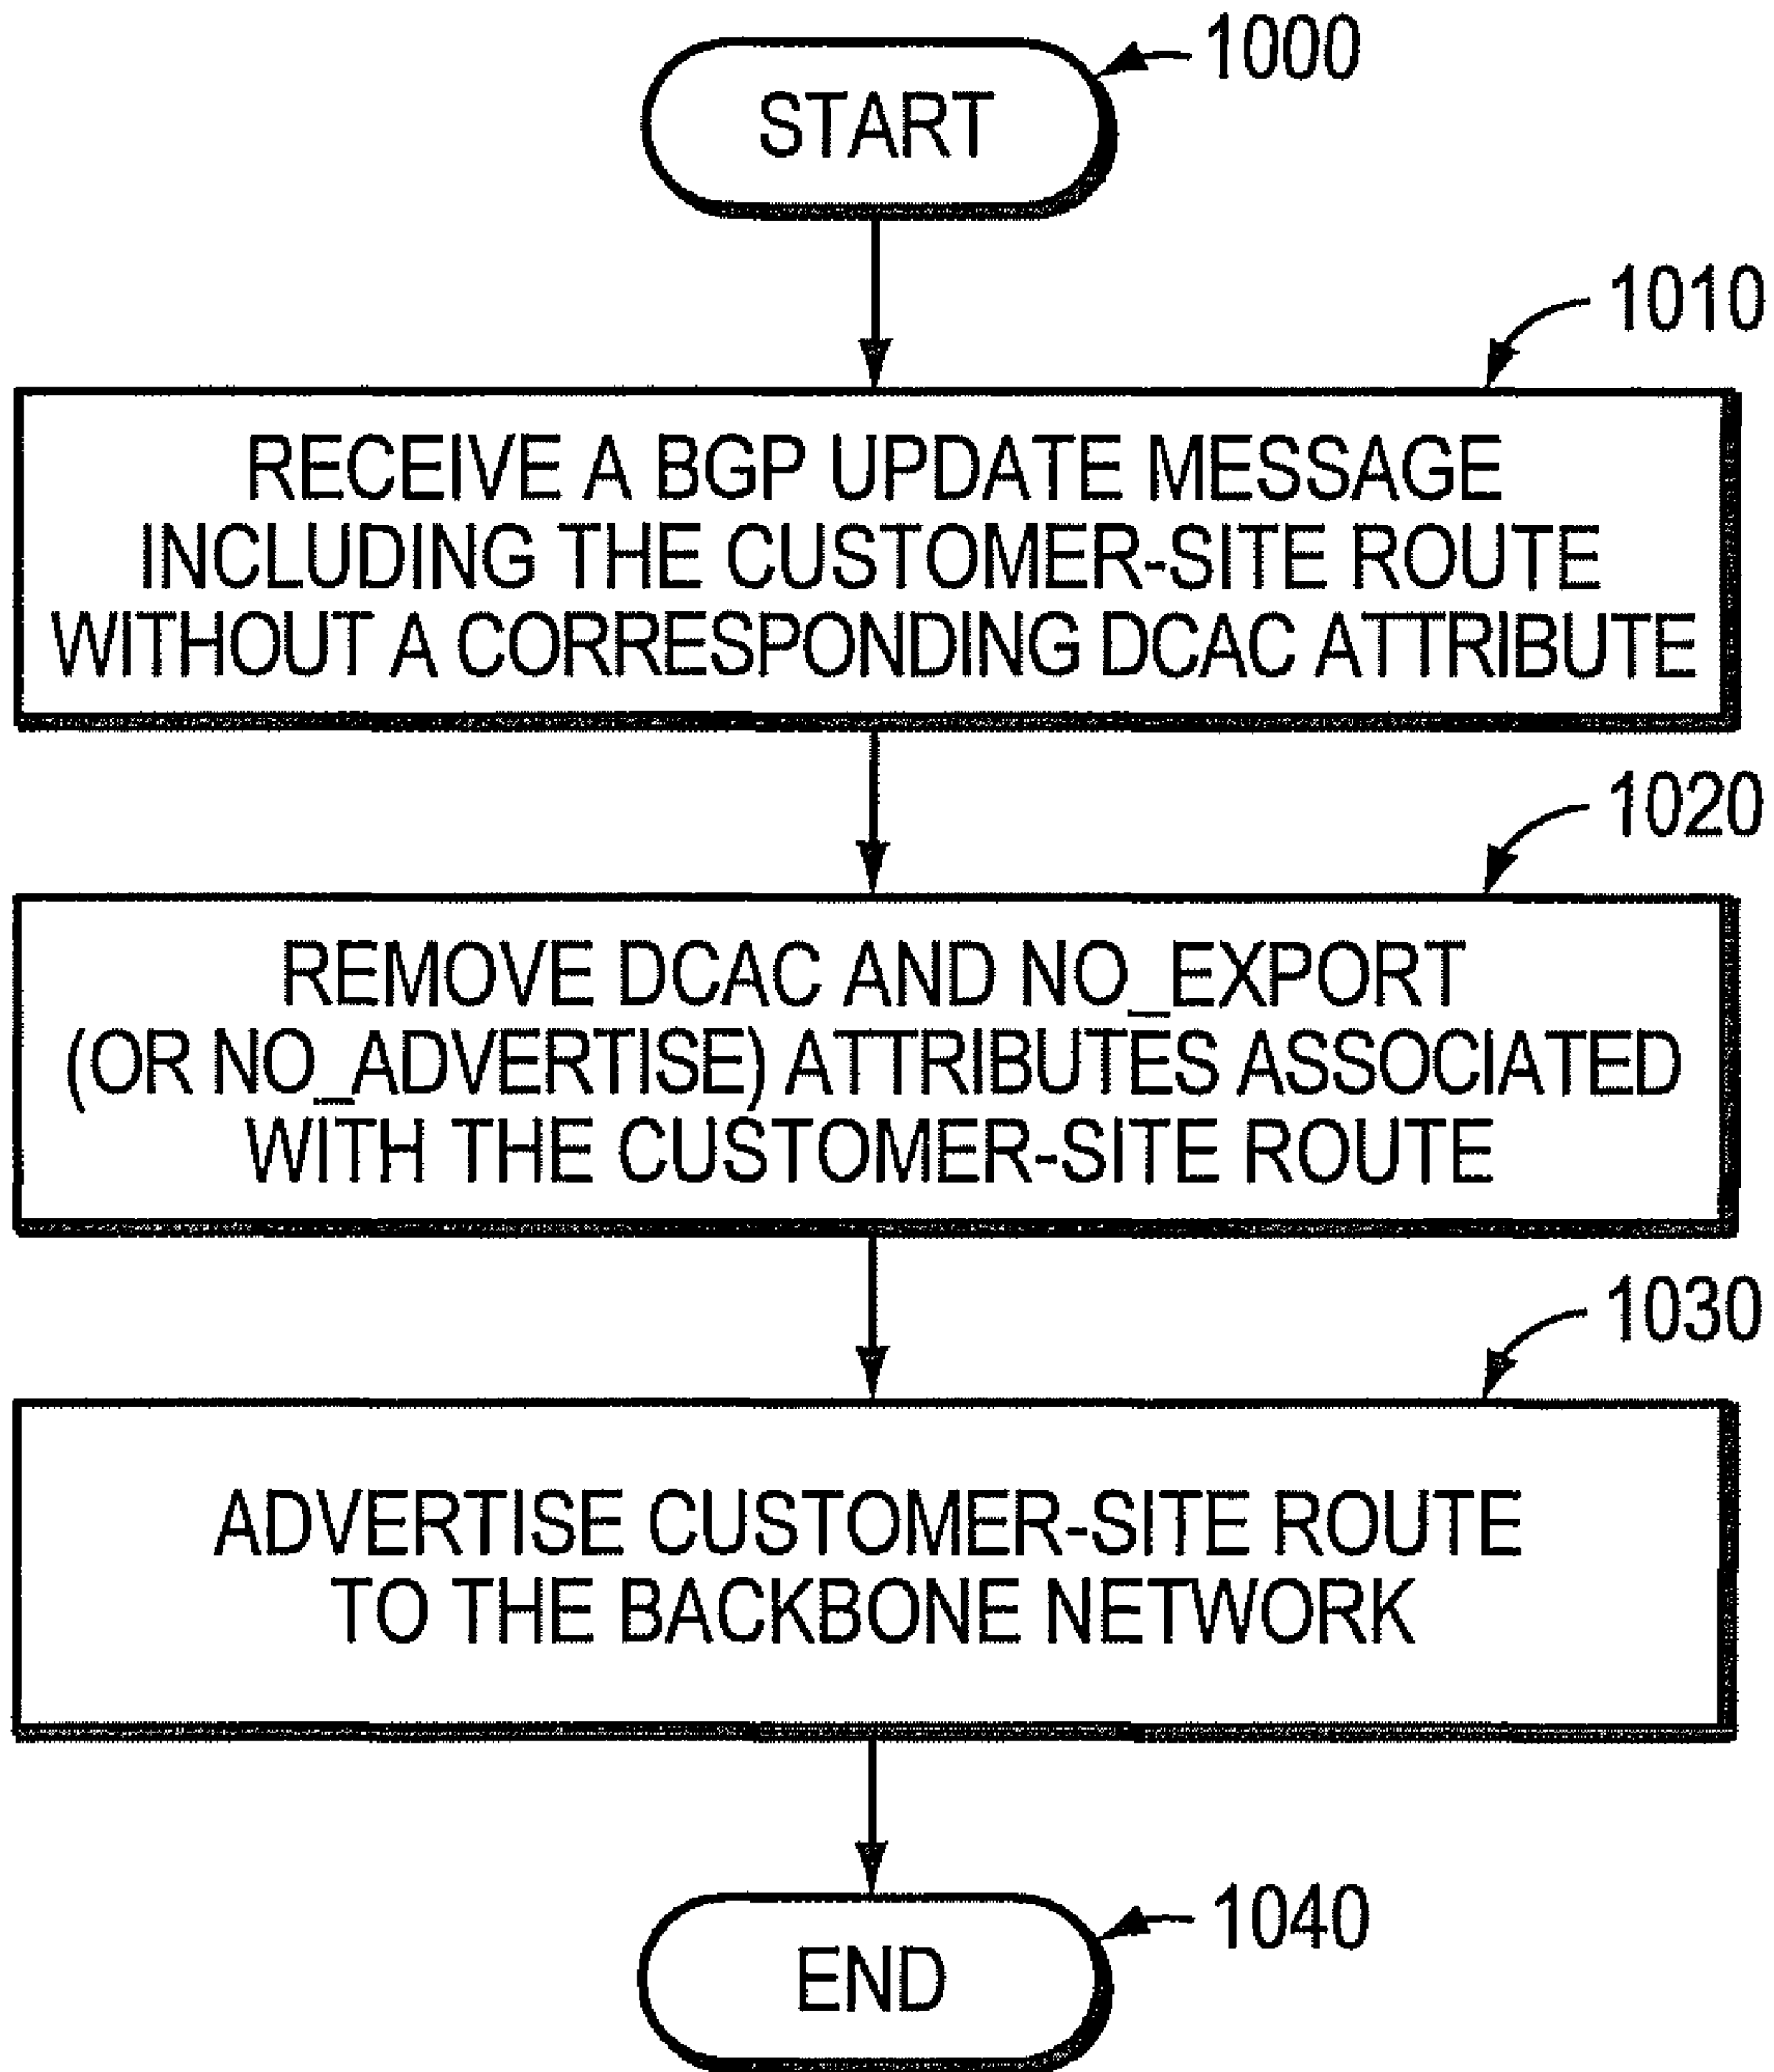 START
1000
1010
RECEIVE A BGP UPDATE MESSAGE
INCLUDING THE CUSTOMER-SITE ROUTE
WITHOUT A CORRESPONDING DCAC ATTRIBUTE
1020
REMOVE DCAC AND NO_EXPORT
(OR NO_ADVERTISE) ATTRIBUTES ASSOCIATED
WITH THE CUSTOMER-SITE ROUTE
1030
ADVERTISE CUSTOMER-SITE ROUTE
TO THE BACKBONE NETWORK
1040
END